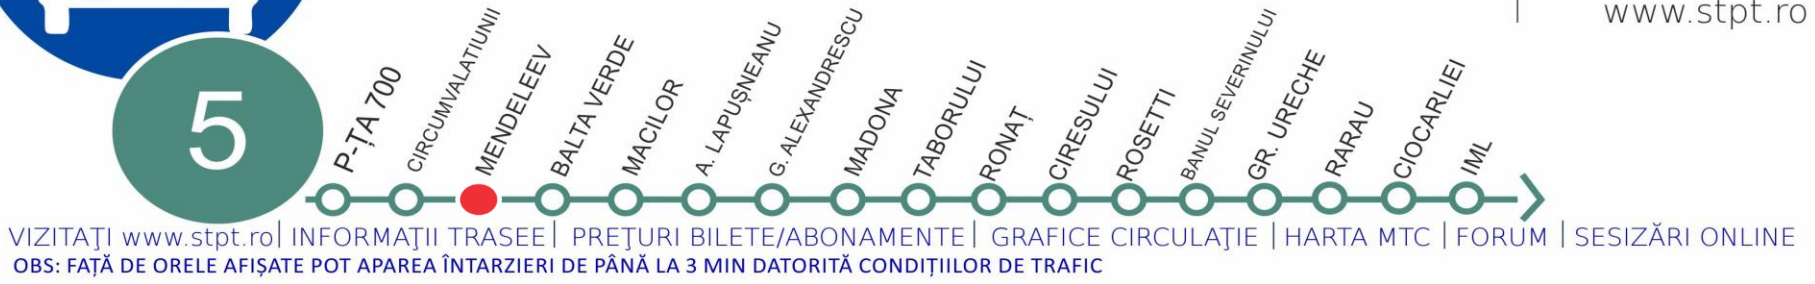 www.stpt.ro
5
P-ȚA 700
CIRCUMVALATIUNII
MENDELEEV
BALTA VERDE
MACILOR
A. LAPUȘNEANU
G. ALEXANDRESCU
MADONA
TABORULUI
RONAȚ
CIRESULUI
ROSETTI
BANUL SEVERINULUI
GR. URECHE
RARAU
CIOCARLIEI
IML
VIZITAŢI www.stpt.ro| INFORMAŢII TRASEE| PREŢURI BILETE/ABONAMENTE| GRAFICE CIRCULAŢIE |HARTA MTC |FORUM |SESIZĂRI ONLINE
OBS: FAȚĂ DE ORELE AFIȘATE POT APAREA ÎNTARZIERI DE PÂNĂ LA 3 MIN DATORITĂ CONDIȚIILOR DE TRAFIC